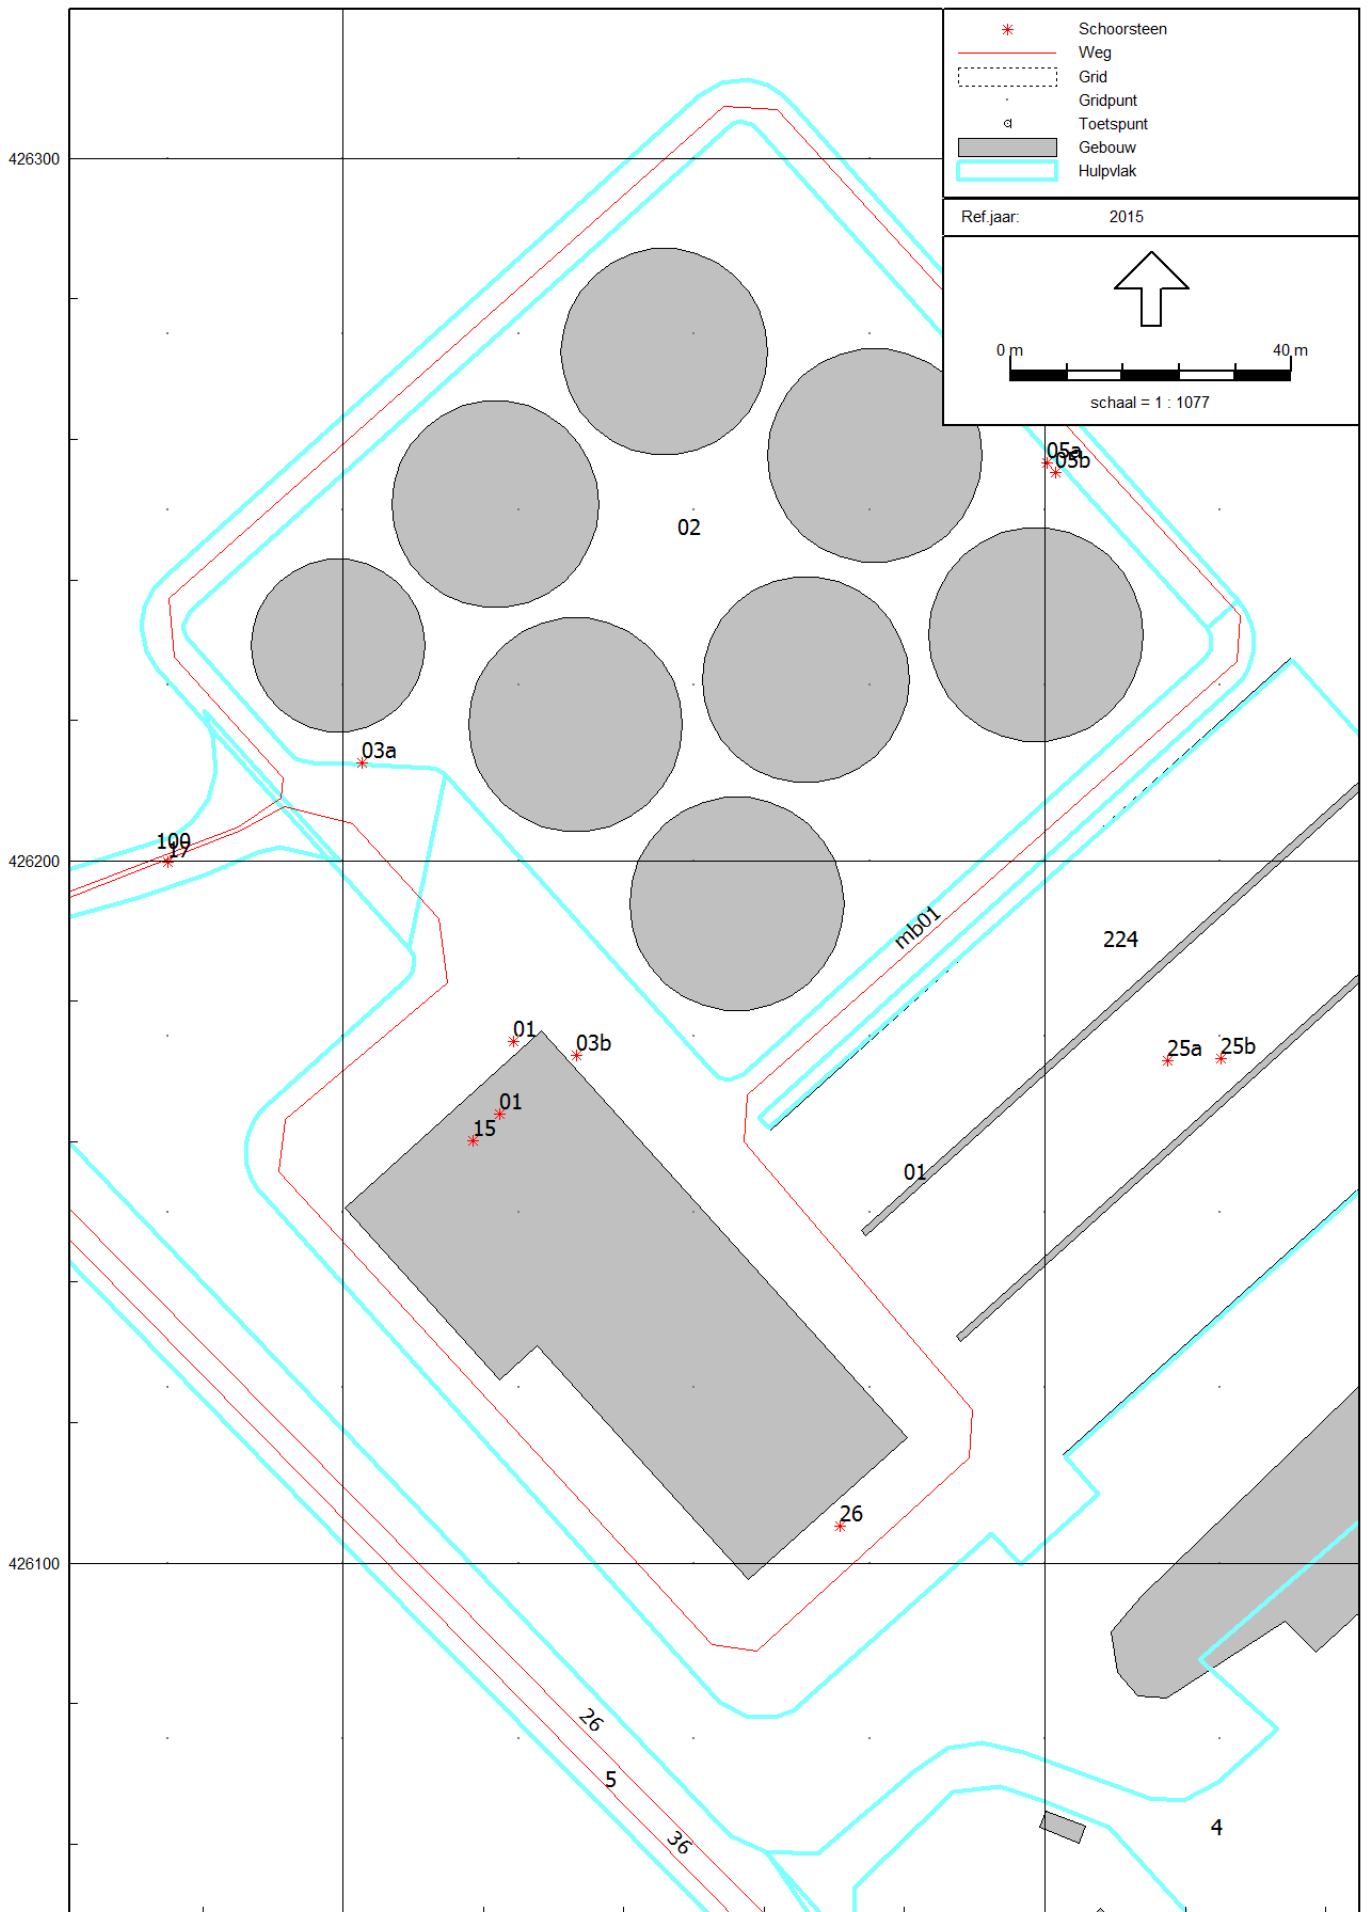 Schoorsteen
Weg
Grid
Gridpunt
Toetspunt
Gebouw
Hulpvlak
Ref.jaar: 2015
0 m 40 m
schaal = 1 : 1077
426300
05a
05b
02
03a
100
17
426200
mb01
224
01
03b
25a
25b
01
15
01
26
426100
26
5
36
4